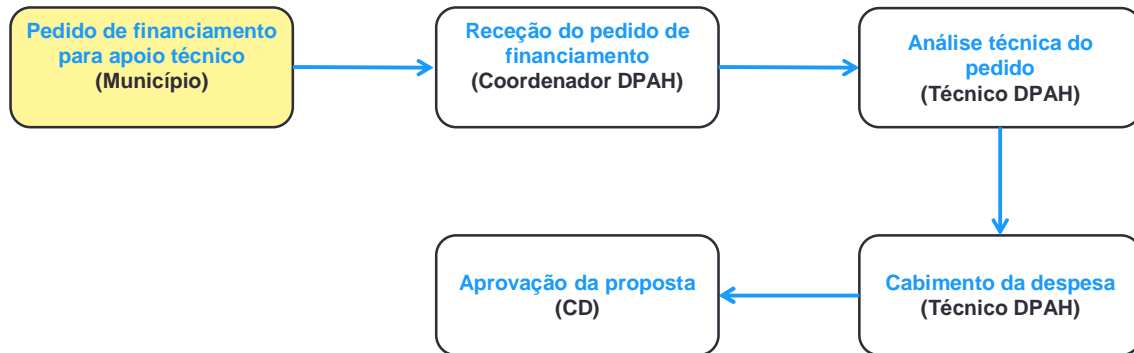 Pedido de financiamento
para apoio técnico
(Município)
Receção do pedido de
financiamento
(Coordenador DPAH)
Análise técnica do
pedido
(Técnico DPAH)
Cabimento da despesa
(Técnico DPAH)
Aprovação da proposta
(CD)